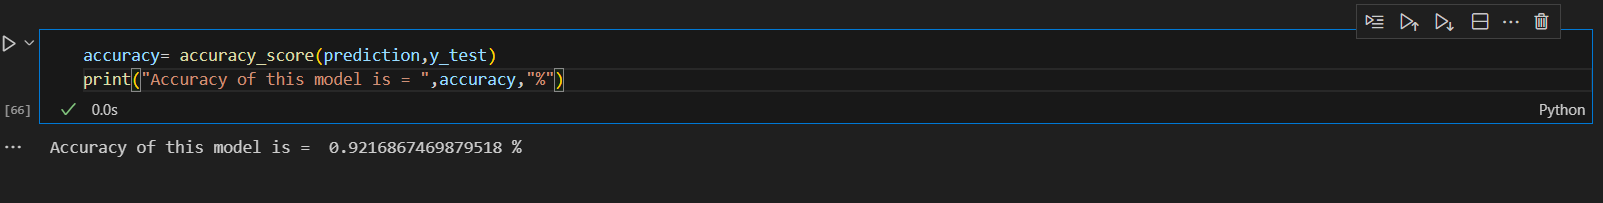 accuracy= accuracy_score(prediction,y_test)
print("Accuracy of this model is = ",accuracy,"%")
[66]
0.0s
Python
Accuracy of this model is =  0.9216867469879518 %